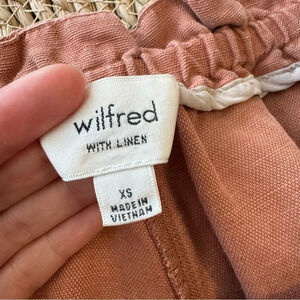 wilfred
WITH LINEN
XS
MADE IN
VIETNAM